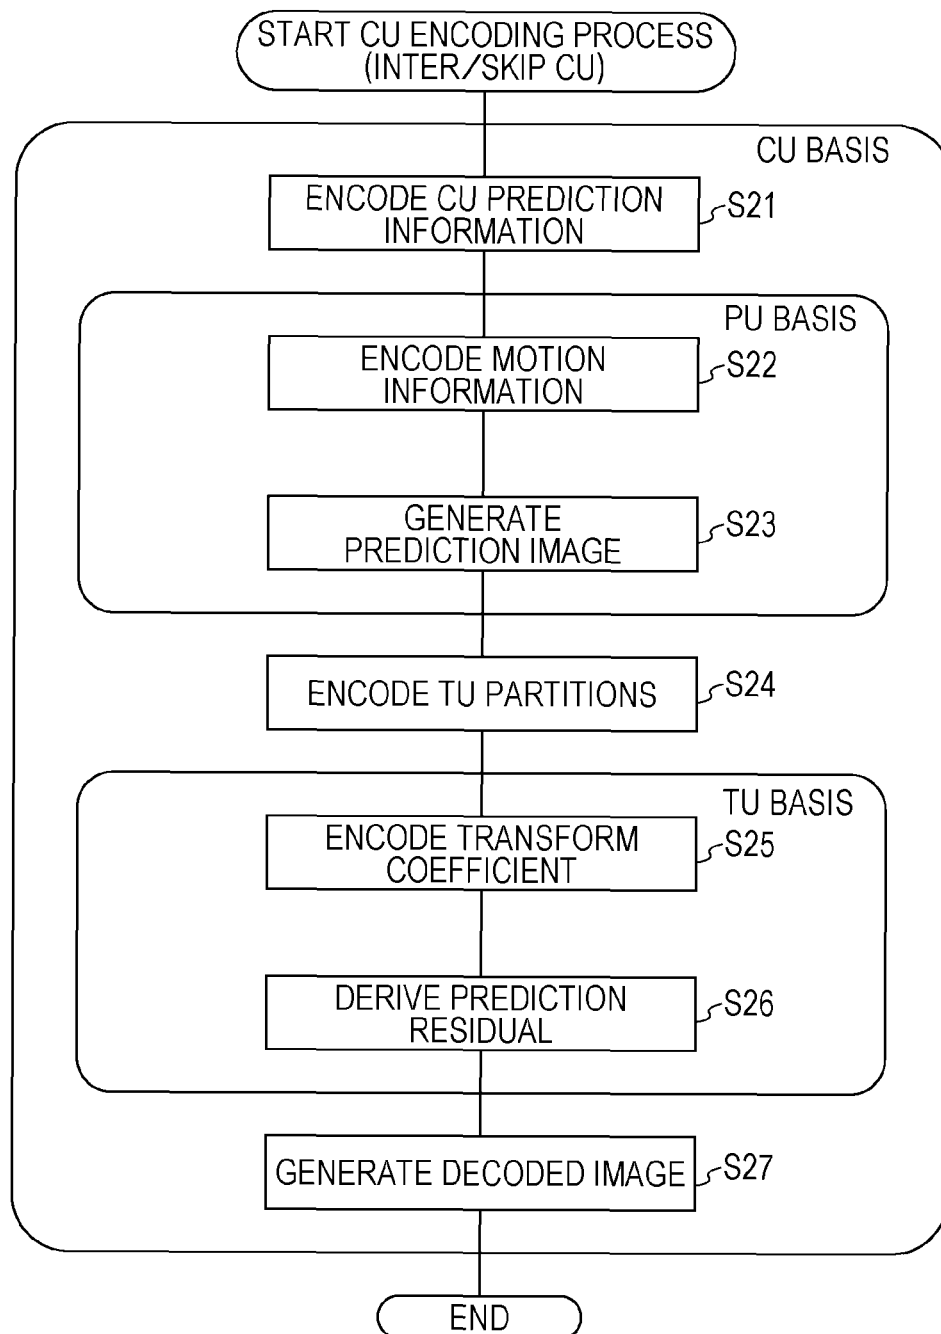 START CU ENCODING PROCESS
(INTER/SKIP CU)
CU BASIS
ENCODE CU PREDICTION
INFORMATION
S21
PU BASIS
ENCODE MOTION
INFORMATION
S22
GENERATE
PREDICTION IMAGE
S23
ENCODE TU PARTITIONS
S24
TU BASIS
ENCODE TRANSFORM
COEFFICIENT
S25
DERIVE PREDICTION
RESIDUAL
S26
GENERATE DECODED IMAGE
S27
END